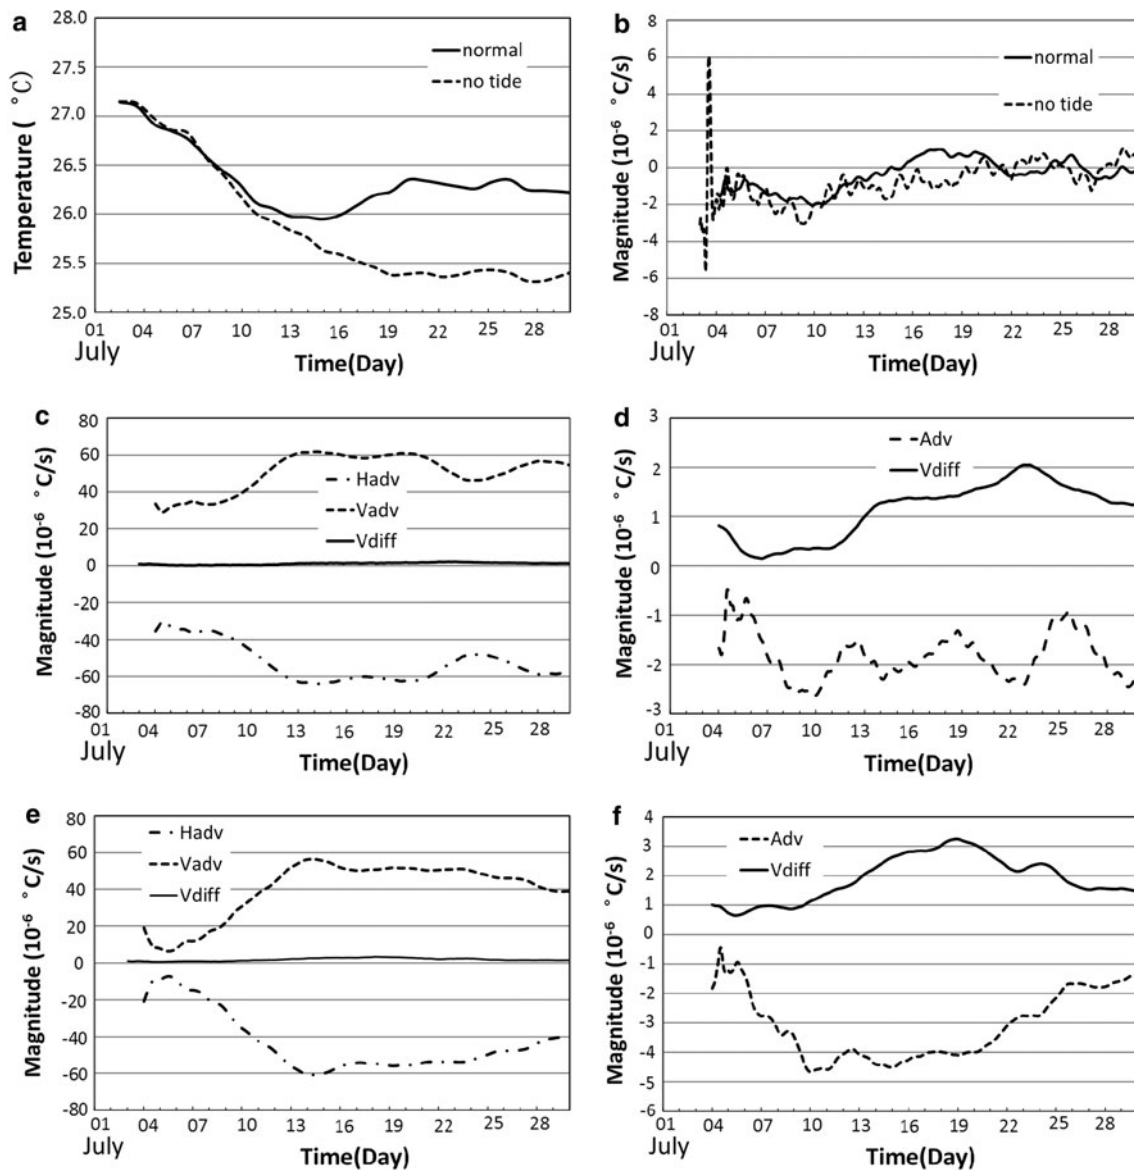 a
28.0
27.5
27.0
26.5
26.0
25.5
25.0
Temperature ( °C)
normal
no tide
01 04 07 10 13 16 19 22 25 28
July
Time(Day)
b
8
6
4
2
0
-2
-4
-6
-8
Magnitude (10-6 °C/s)
normal
no tide
01 04 07 10 13 16 19 22 25 28
July
Time(Day)
c
80
60
40
20
0
-20
-40
-60
-80
Magnitude (10-6 °C/s)
Hadv
Vadv
Vdiff
01 04 07 10 13 16 19 22 25 28
July
Time(Day)
d
3
2
1
0
-1
-2
-3
Magnitude (10-6 °C/s)
Adv
Vdiff
01 04 07 10 13 16 19 22 25 28
July
Time(Day)
e
80
60
40
20
0
-20
-40
-60
-80
Magnitude (10-6 °C/s)
Hadv
Vadv
Vdiff
01 04 07 10 13 16 19 22 25 28
July
Time(Day)
f
4
3
2
1
0
-1
-2
-3
-4
-5
-6
Magnitude (10-6 °C/s)
Adv
Vdiff
01 04 07 10 13 16 19 22 25 28
July
Time(Day)